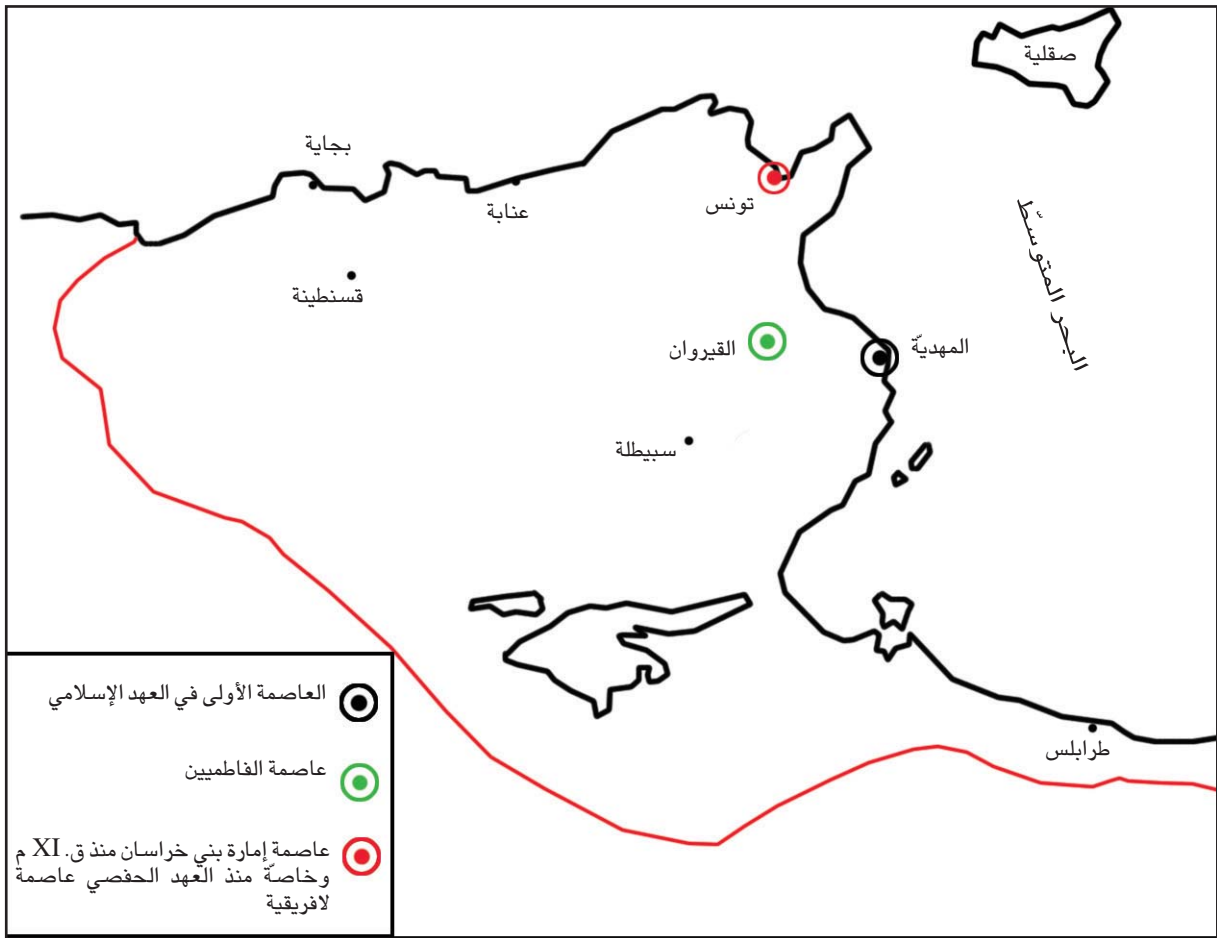 صقلية
بجاية
عنابة
تونس
قسنطينة
البحر المتوسّط
القيروان
المهديّة
سبيطلة
طرابلس
العاصمة الأولى في العهد الإسلامي
عاصمة الفاطميين
عاصمة إمارة بني خراسان منذ ق. XI م
وخاصّة منذ العهد الحفصي عاصمة
لافريقية